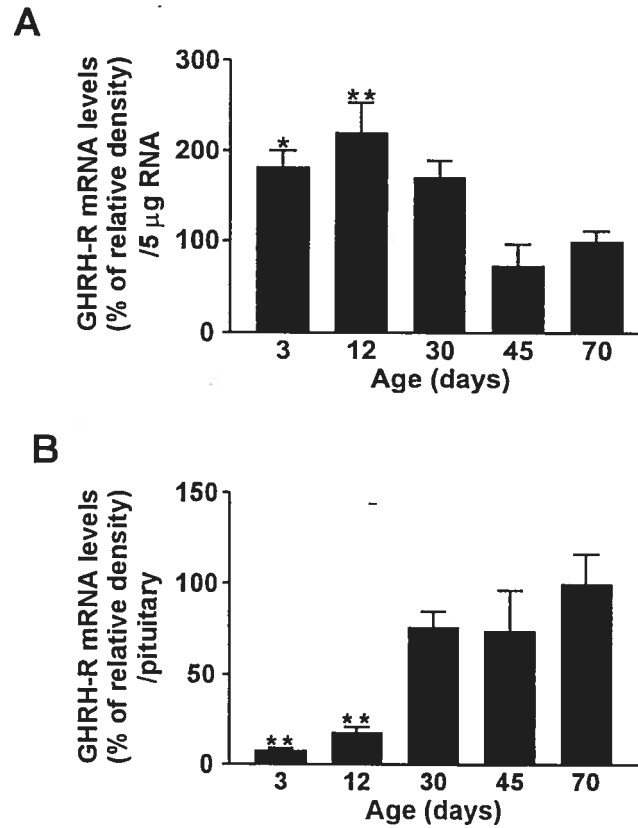 A
GHRH-R mRNA levels
(% of relative density)
/5 µg RNA
300
200
100
0
*
**
3 12 30 45 70
Age (days)
B
GHRH-R mRNA levels
(% of relative density)
/pituitary
150
100
50
0
**
**
3 12 30 45 70
Age (days)